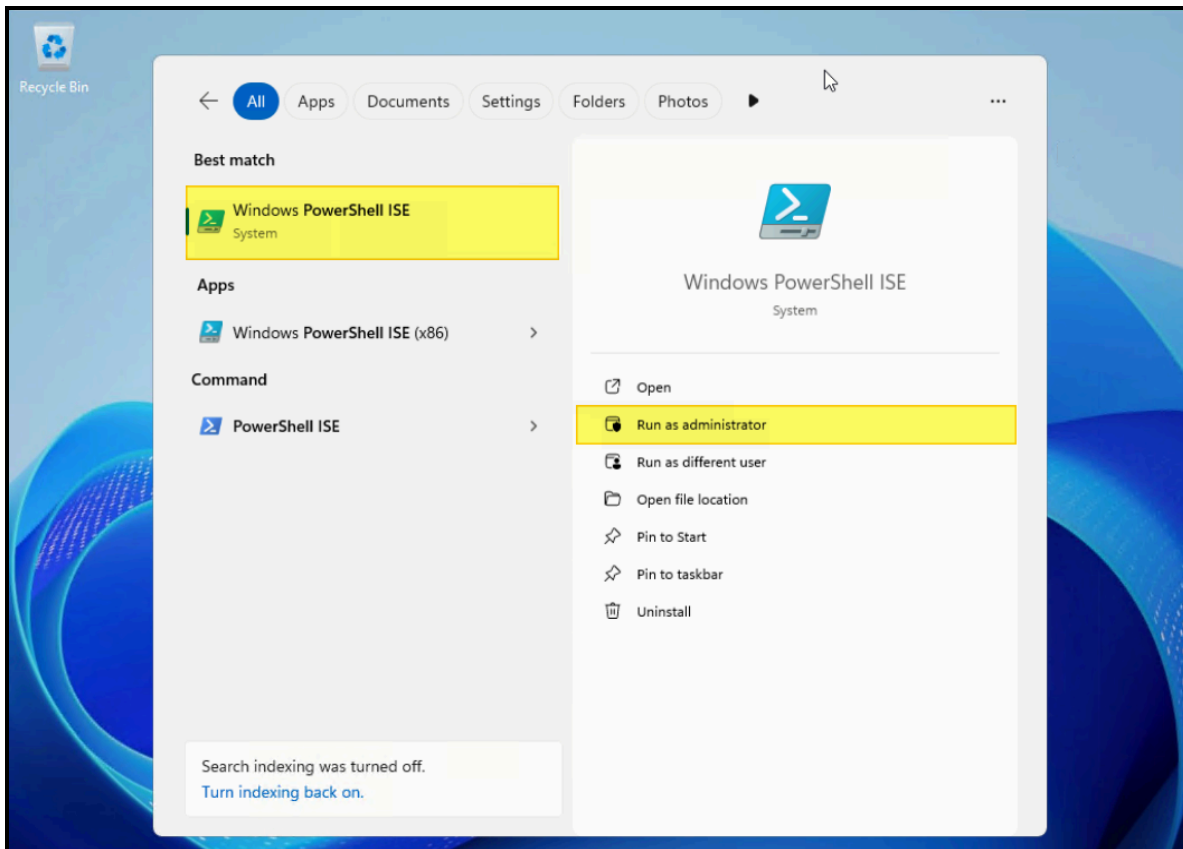 Recycle Bin
All Apps Documents Settings Folders Photos
Best match
Windows PowerShell ISE
System
Apps
Windows PowerShell ISE (x86)
Command
PowerShell ISE
Search indexing was turned off.
Turn indexing back on.
Windows PowerShell ISE
System
Open
Run as administrator
Run as different user
Open file location
Pin to Start
Pin to taskbar
Uninstall